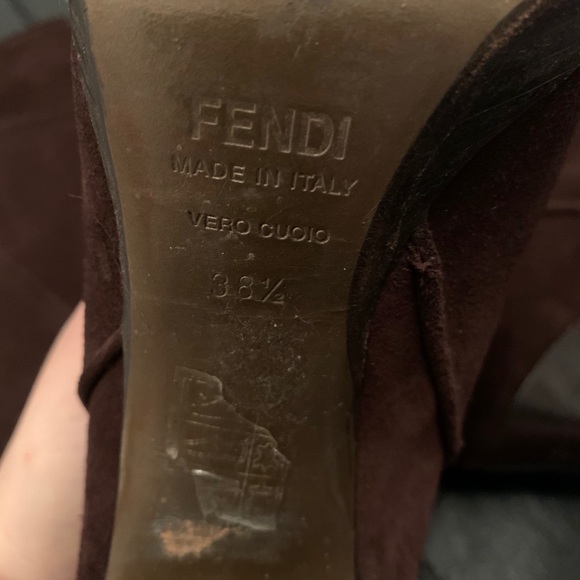 FENDI
MADE IN ITALY
VERO CUOIO
38½